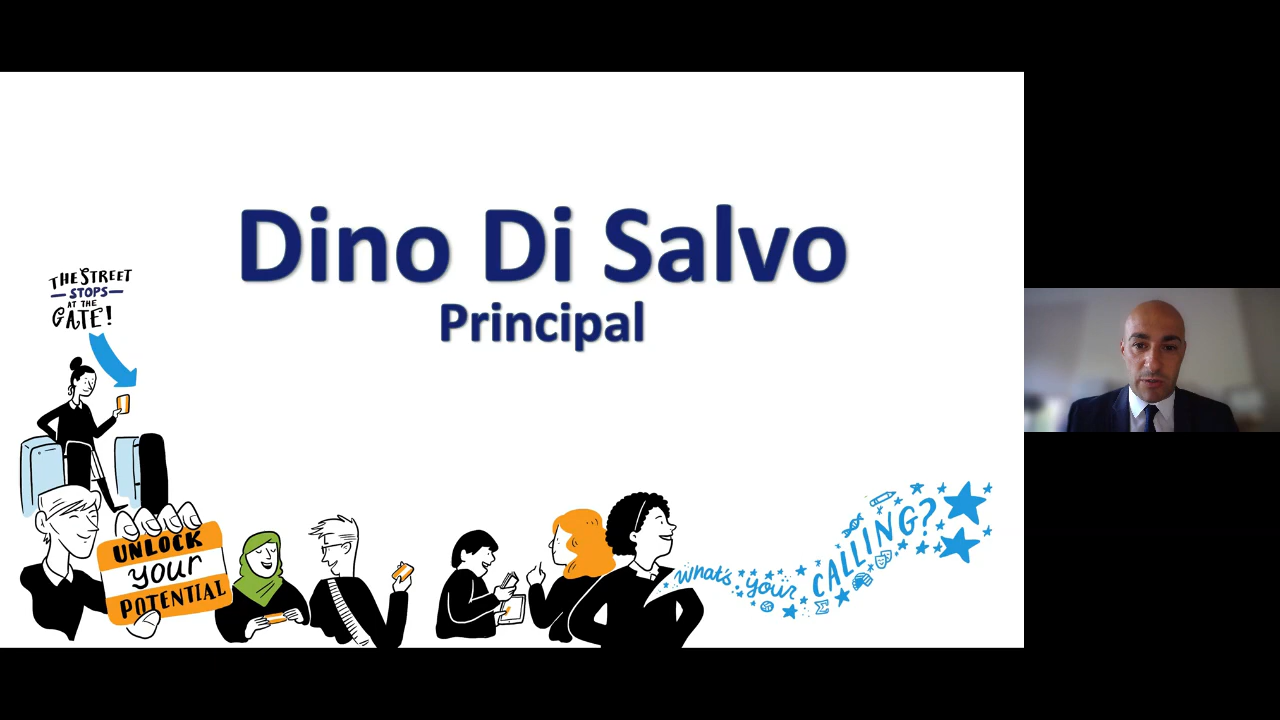 Dino Di Salvo
Principal
THE STREET
STOPS
AT THE
GATE!
UNLOCK
YOUR
POTENTIAL
WHAT'S YOUR CALLING?